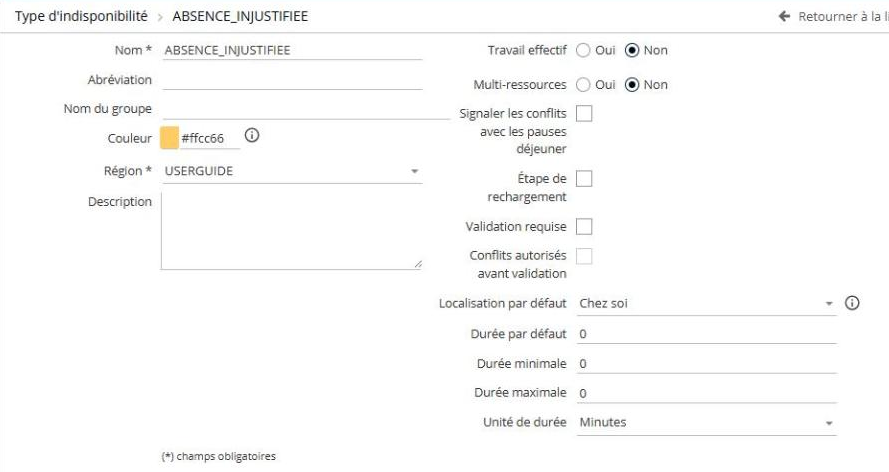 Type d'indisponibilité > ABSENCE_INJUSTIFIEE
Retourner à la
Nom * ABSENCE_INJUSTIFIEE
Abréviation
Nom du groupe
Couleur #ffcc66
Région * USERGUIDE
Description
Travail effectif Oui Non
Multi-ressources Oui Non
Signaler les conflits
avec les pauses
déjeuner
Étape de
rechargement
Validation requise
Conflits autorisés
avant validation
Localisation par défaut Chez soi
Durée par défaut 0
Durée minimale 0
Durée maximale 0
Unité de durée Minutes
(*) champs obligatoires